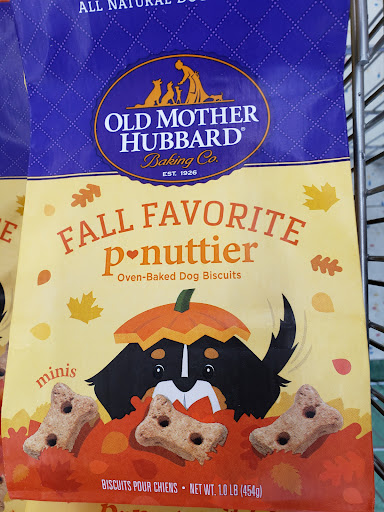 ALL NATURAL
OLD MOTHER
HUBBARD®
Baking Co.
EST. 1926
FALL FAVORITE
p♥nuttier
Oven-Baked Dog Biscuits
minis
BISCUITS POUR CHIENS • NET WT. 1.0 LB (454g)